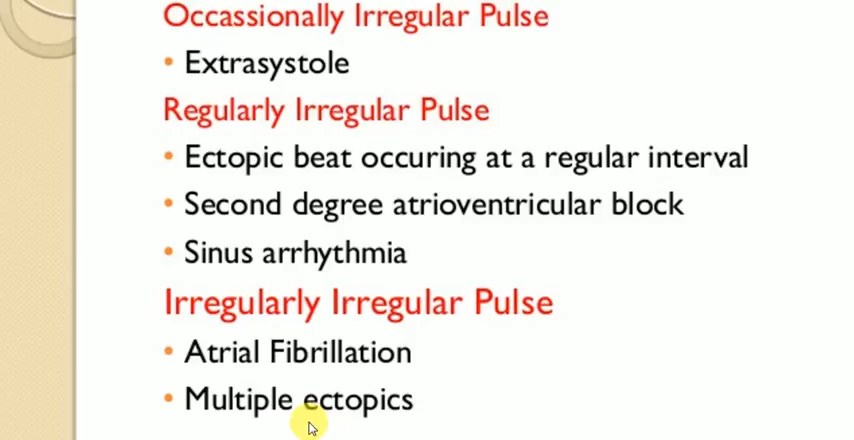 Occassionally Irregular Pulse
• Extrasystole
Regularly Irregular Pulse
• Ectopic beat occuring at a regular interval
• Second degree atrioventricular block
• Sinus arrhythmia
Irregularly Irregular Pulse
• Atrial Fibrillation
• Multiple ectopics